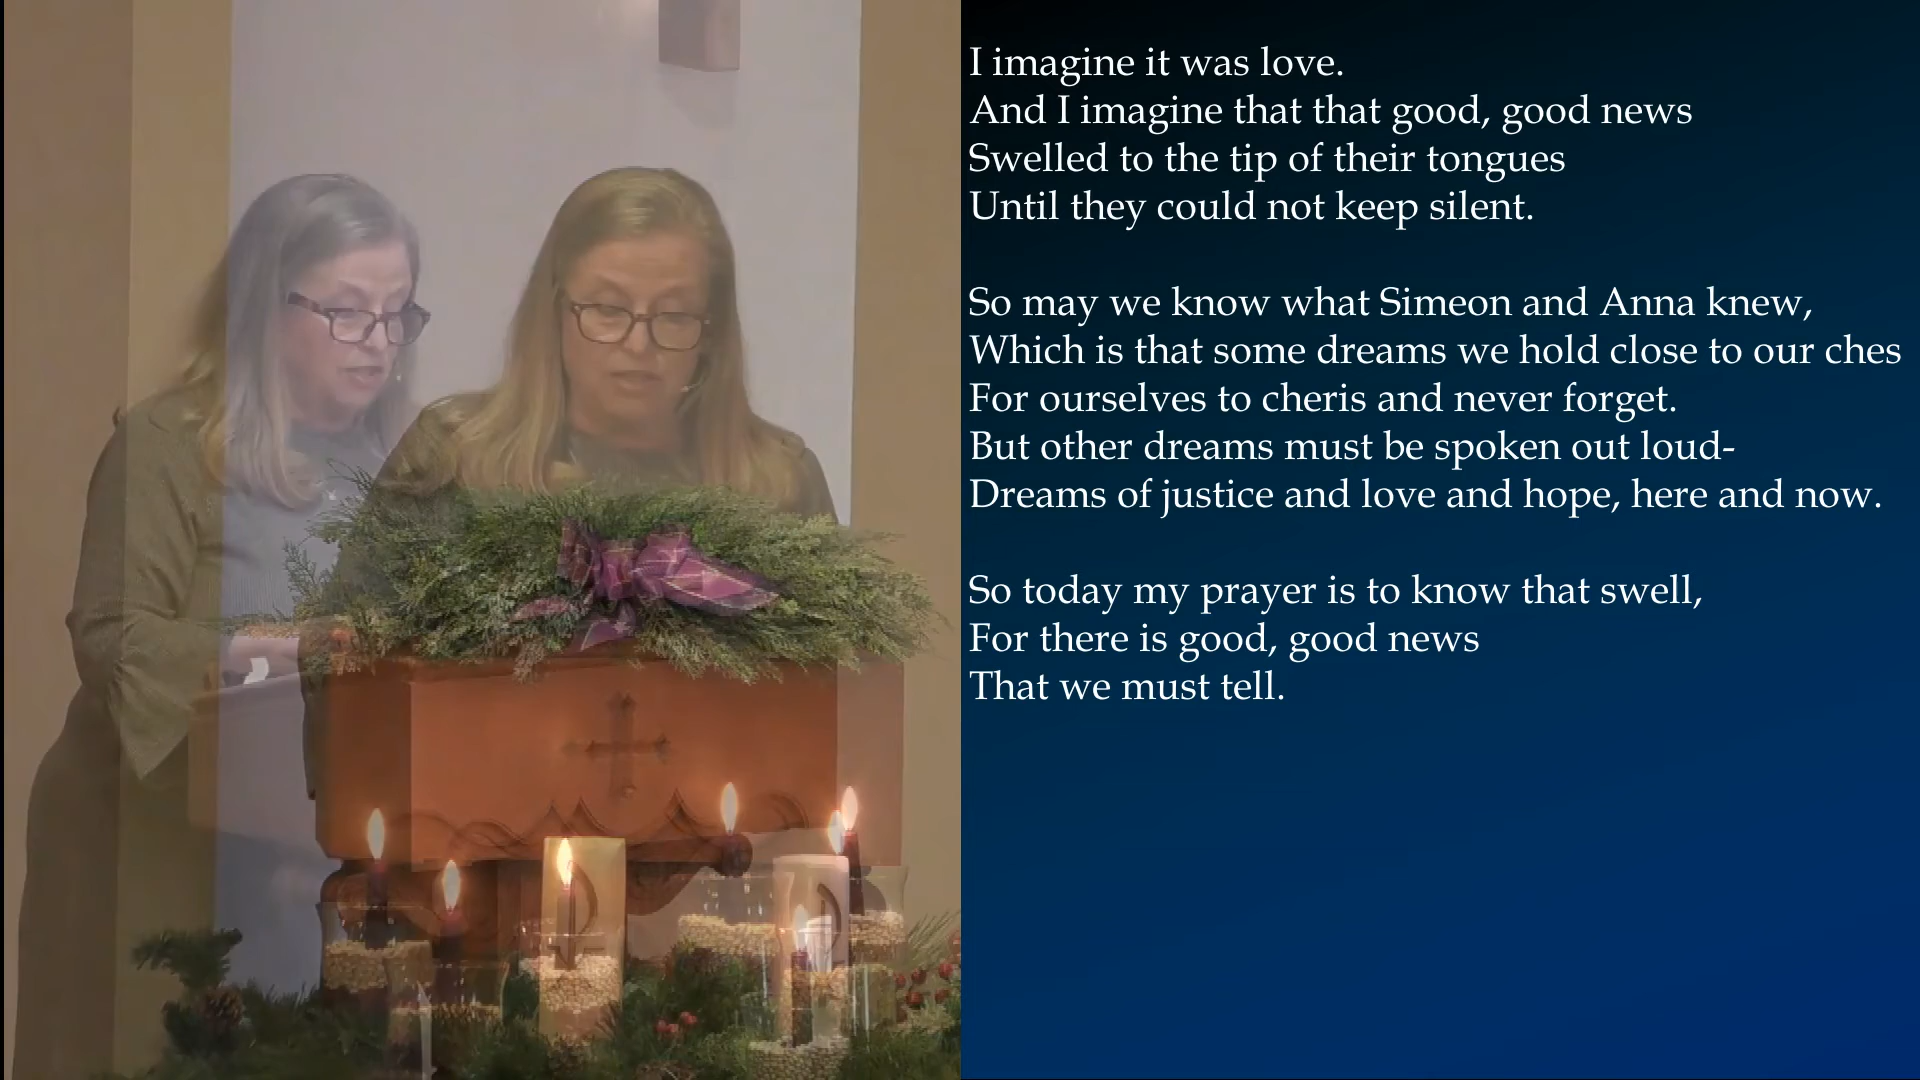 I imagine it was love.
And I imagine that that good, good news
Swelled to the tip of their tongues
Until they could not keep silent.
So may we know what Simeon and Anna knew,
Which is that some dreams we hold close to our ches
For ourselves to cheris and never forget.
But other dreams must be spoken out loud-
Dreams of justice and love and hope, here and now.
So today my prayer is to know that swell,
For there is good, good news
That we must tell.